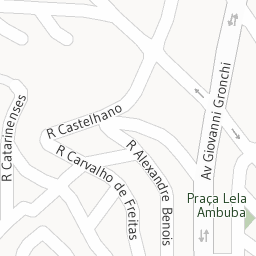 R Castelhano
R Catarinenses
R Carvalho de Freitas
R Alexandre Benois
Av Giovanni Gronchi
Praça Lela
Ambuba